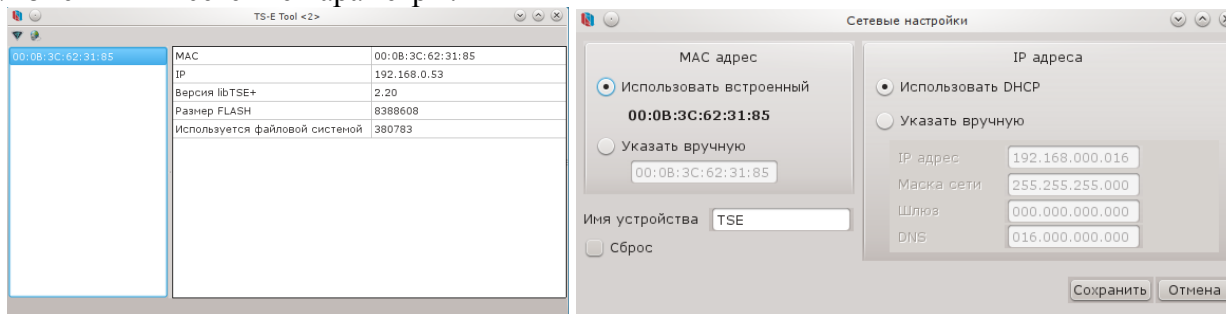 TS-E Tool <2>
00:0B:3C:62:31:85
MAC 00:0B:3C:62:31:85
IP 192.168.0.53
Версия libTSE+ 2.20
Размер FLASH 8388608
Используется файловой системой 380783
Сетевые настройки
MAC адрес
Использовать встроенный
00:0B:3C:62:31:85
Указать вручную
00:0B:3C:62:31:85
Имя устройства TSE
Сброс
IP адреса
Использовать DHCP
Указать вручную
IP адрес 192.168.000.016
Маска сети 255.255.255.000
Шлюз 000.000.000.000
DNS 016.000.000.000
Сохранить Отмена